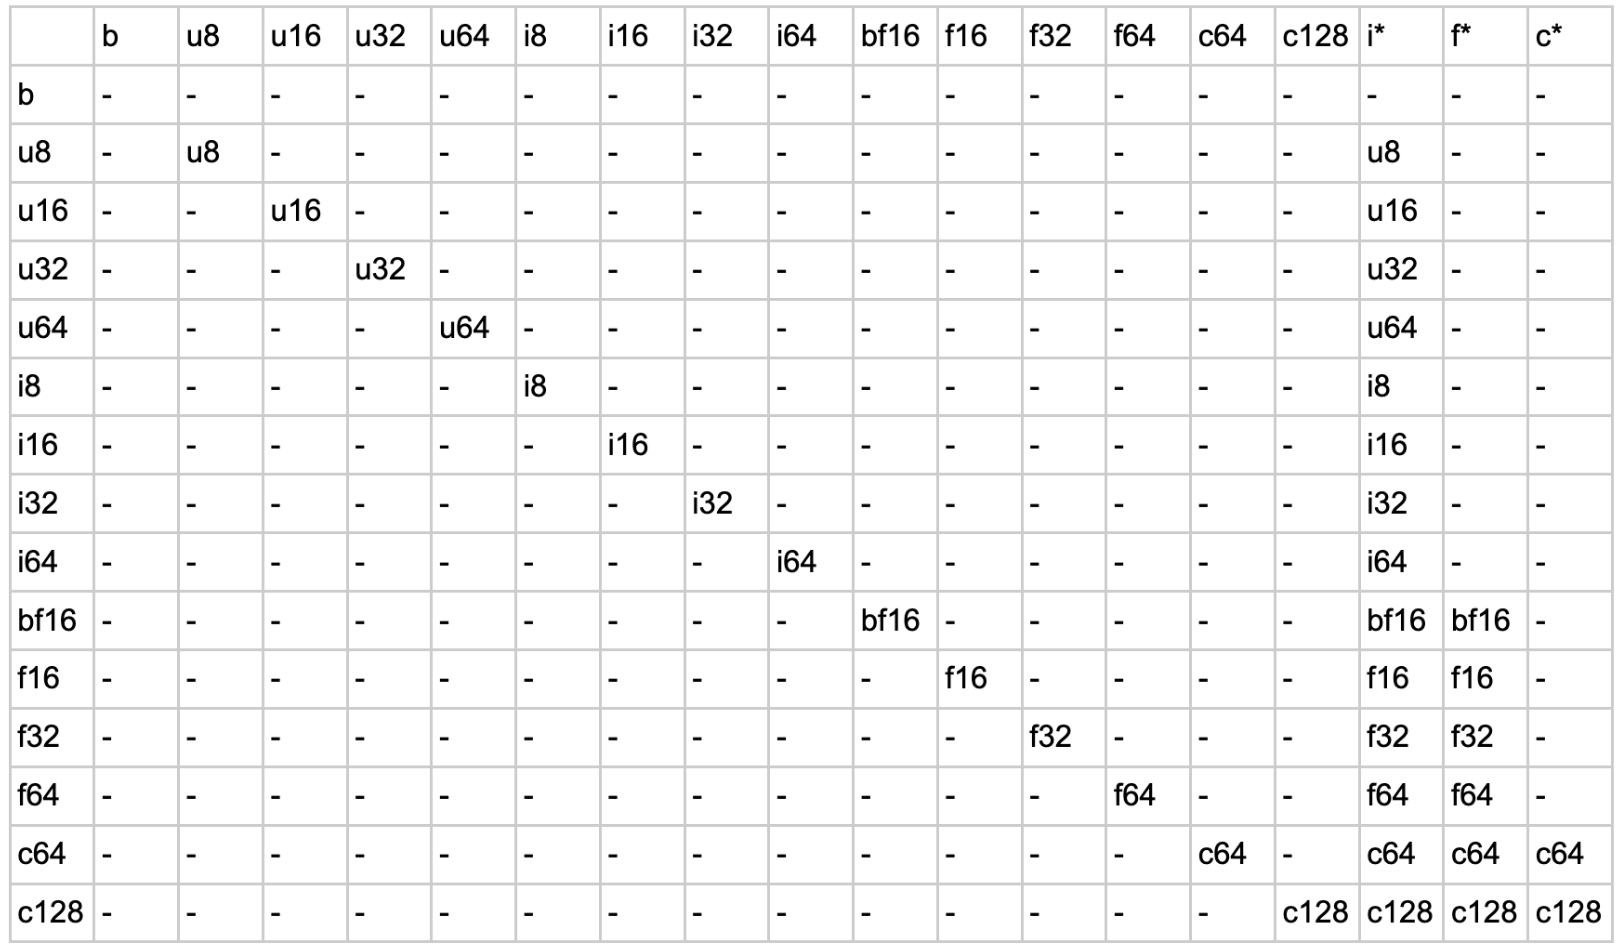 b u8 u16 u32 u64 i8 i16 i32 i64 bf16 f16 f32 f64 c64 c128 i* f* c*
b - - - - - - - - - - - - - - - - - -
u8 - u8 - - - - - - - - - - - - - u8 - -
u16 - - u16 - - - - - - - - - - - - u16 - -
u32 - - - u32 - - - - - - - - - - - u32 - -
u64 - - - - u64 - - - - - - - - - - u64 - -
i8 - - - - - i8 - - - - - - - - - i8 - -
i16 - - - - - - i16 - - - - - - - - i16 - -
i32 - - - - - - - i32 - - - - - - - i32 - -
i64 - - - - - - - - i64 - - - - - - i64 - -
bf16 - - - - - - - - - bf16 - - - - - bf16 bf16 -
f16 - - - - - - - - - - f16 - - - - f16 f16 -
f32 - - - - - - - - - - - f32 - - - f32 f32 -
f64 - - - - - - - - - - - - f64 - - f64 f64 -
c64 - - - - - - - - - - - - - c64 - c64 c64 c64
c128 - - - - - - - - - - - - - - c128 c128 c128 c128